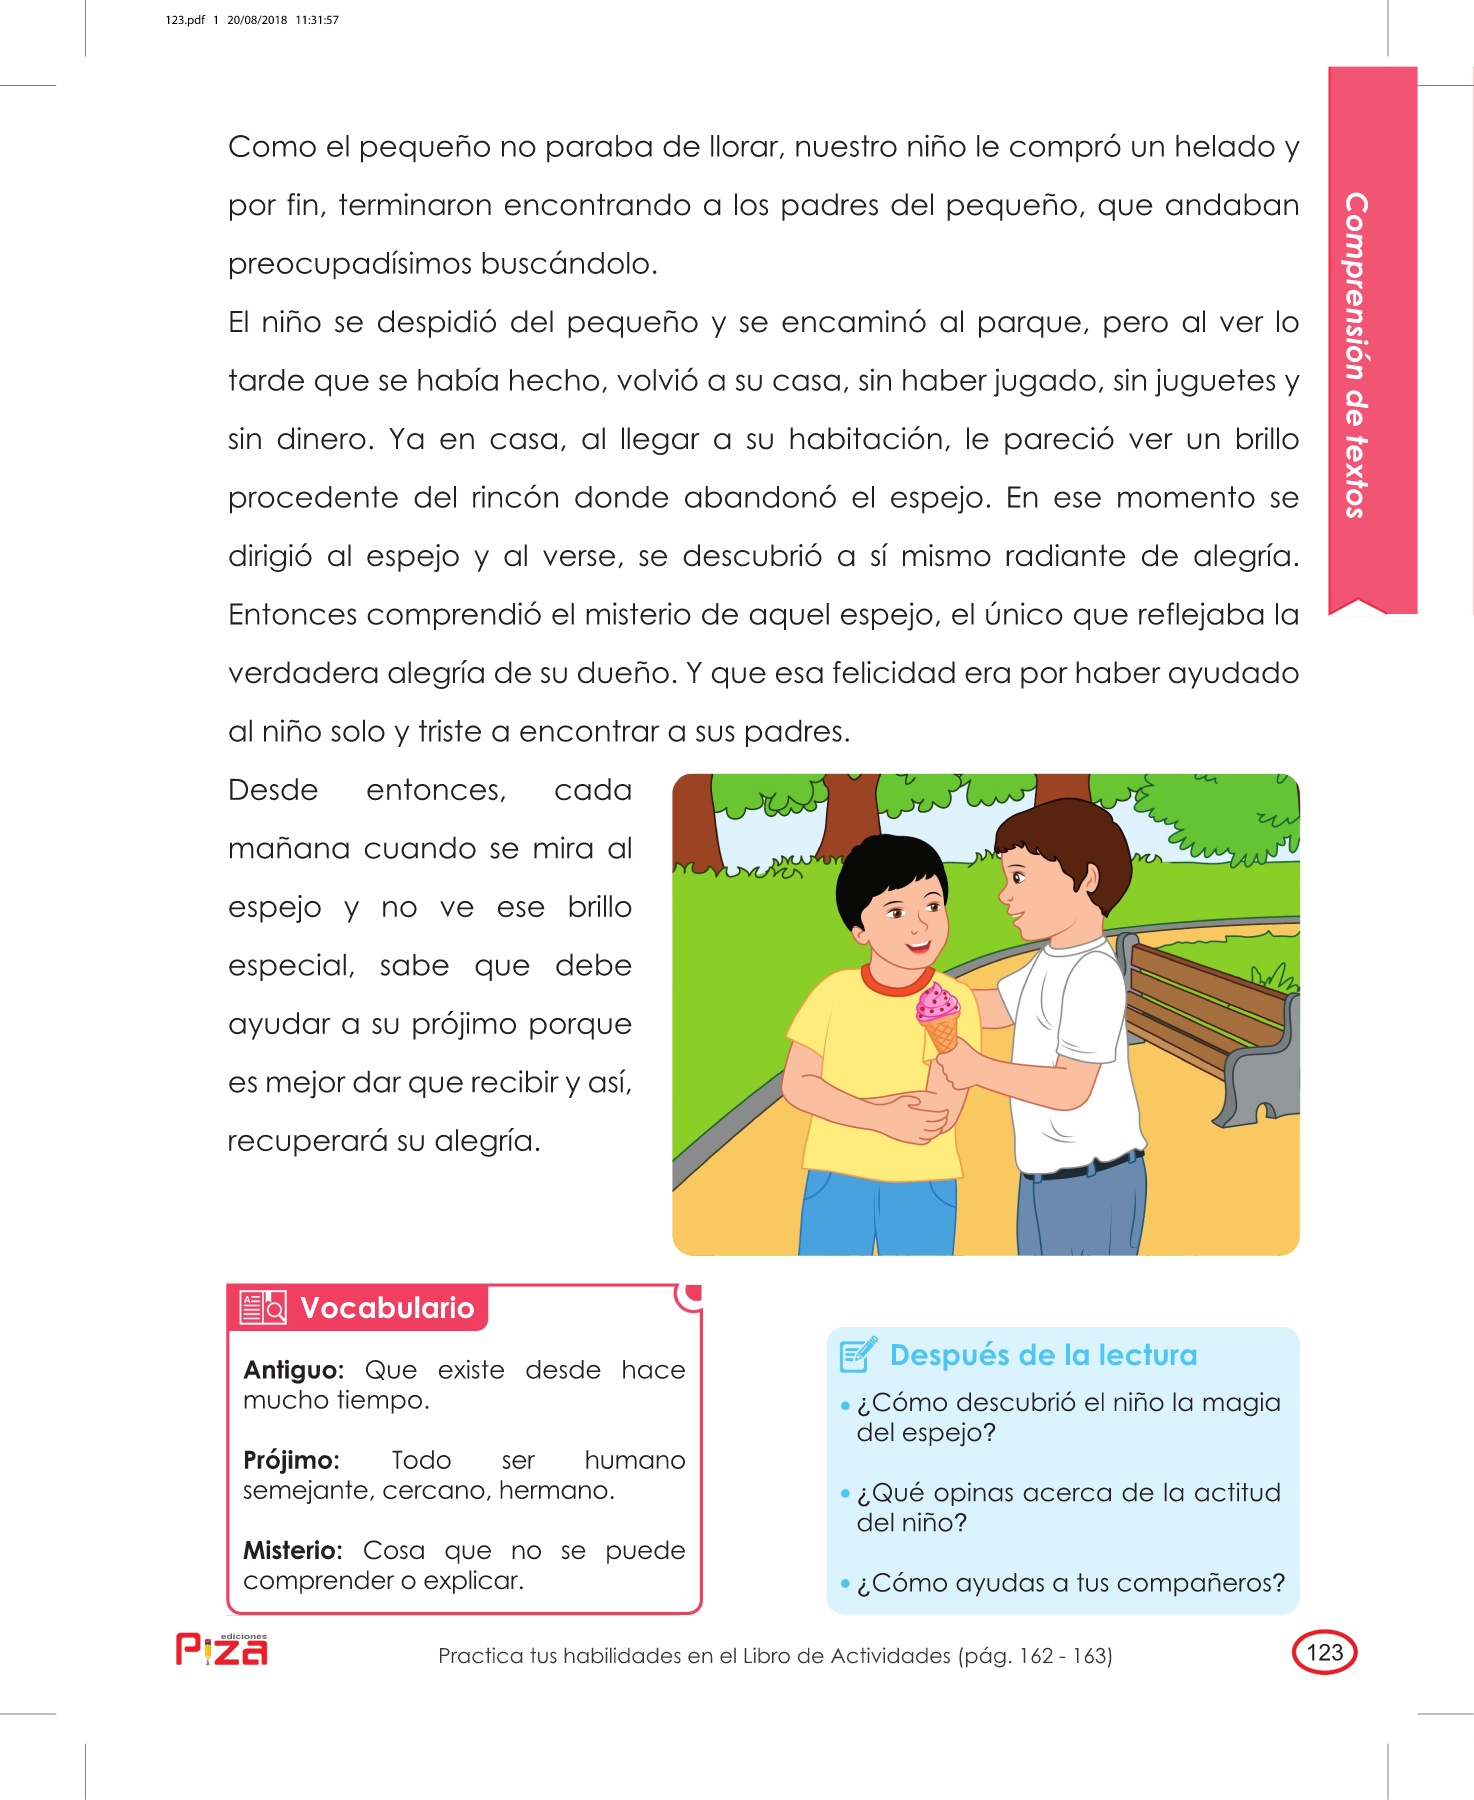 123.pdf 1 20/08/2018 11:31:57
Como el pequeño no paraba de llorar, nuestro niño le compró un helado y
por fin, terminaron encontrando a los padres del pequeño, que andaban
preocupadísimos buscándolo.
El niño se despidió del pequeño y se encaminó al parque, pero al ver lo
tarde que se había hecho, volvió a su casa, sin haber jugado, sin juguetes y
sin dinero. Ya en casa, al llegar a su habitación, le pareció ver un brillo
procedente del rincón donde abandonó el espejo. En ese momento se
dirigió al espejo y al verse, se descubrió a sí mismo radiante de alegría.
Entonces comprendió el misterio de aquel espejo, el único que reflejaba la
verdadera alegría de su dueño. Y que esa felicidad era por haber ayudado
al niño solo y triste a encontrar a sus padres.
Desde entonces, cada
mañana cuando se mira al
espejo y no ve ese brillo
especial, sabe que debe
ayudar a su prójimo porque
es mejor dar que recibir y así,
recuperará su alegría.
Comprensión de textos
Vocabulario
Antiguo: Que existe desde hace
mucho tiempo.
Prójimo: Todo ser humano
semejante, cercano, hermano.
Misterio: Cosa que no se puede
comprender o explicar.
Después de la lectura
• ¿Cómo descubrió el niño la magia
del espejo?
• ¿Qué opinas acerca de la actitud
del niño?
• ¿Cómo ayudas a tus compañeros?
ediciones
Piza
Practica tus habilidades en el Libro de Actividades (pág. 162 - 163)
123